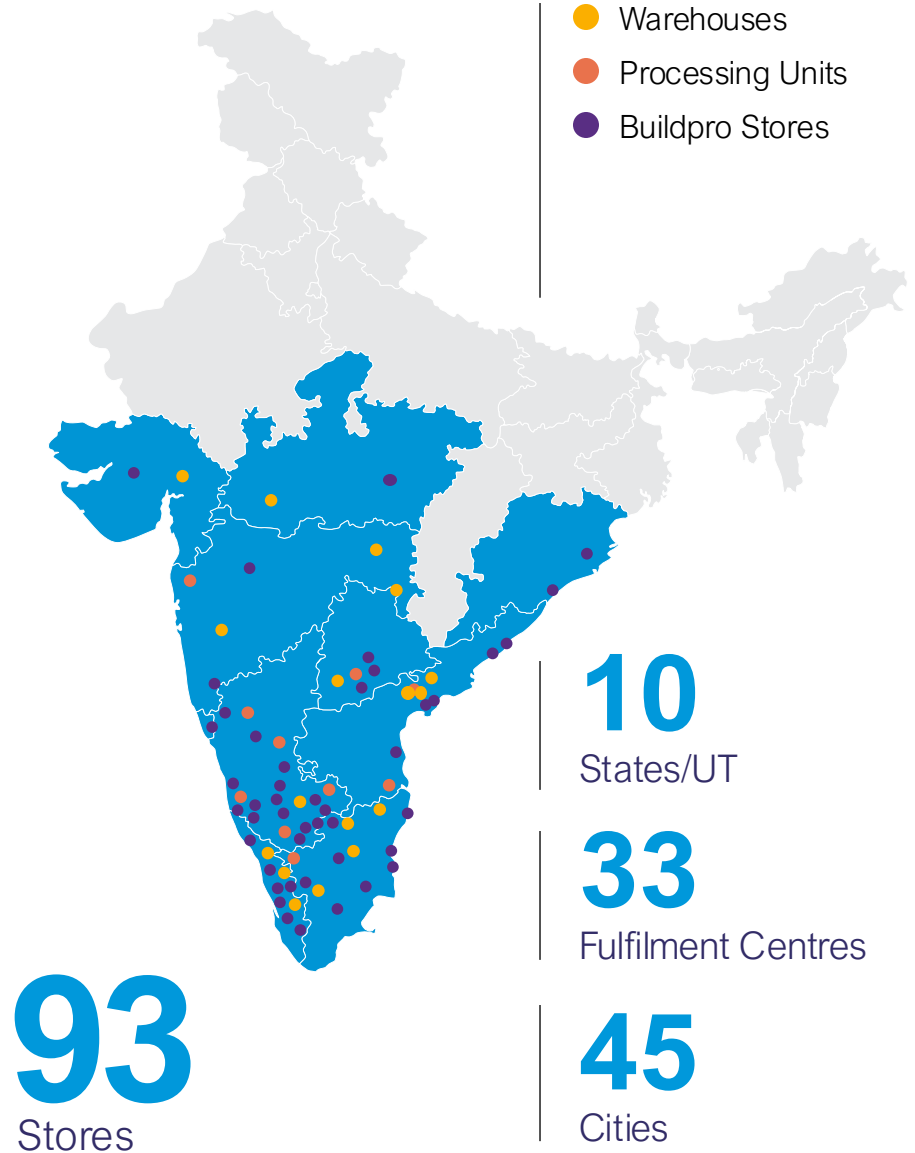 Warehouses
Processing Units
Buildpro Stores
10
States/UT
33
Fulfilment Centres
93
Stores
45
Cities